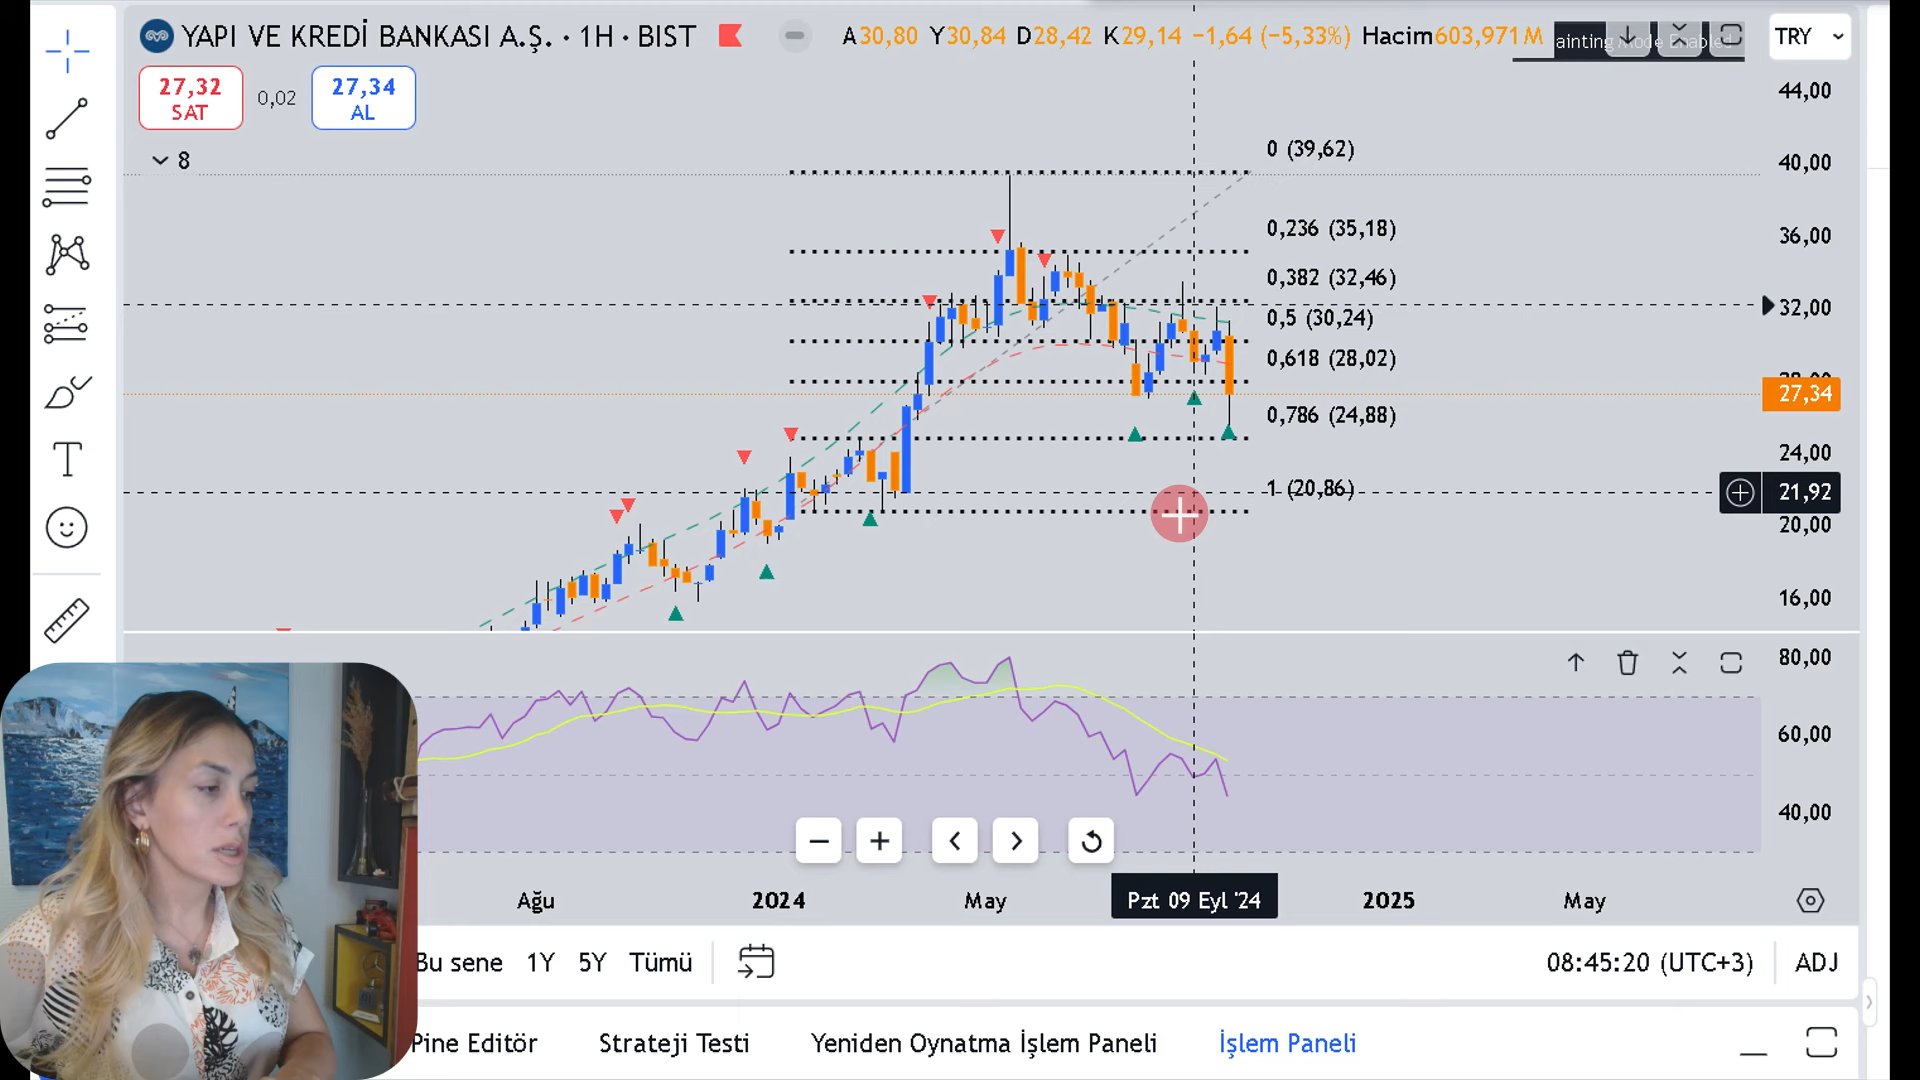 YAPI VE KREDİ BANKASI A.Ş. · 1H · BIST
A30,80 Y30,84 D28,42 K29,14 −1,64 (−5,33%) Hacim603,971M
TRY
27,32
SAT
0,02
27,34
AL
8
0 (39,62)
0,236 (35,18)
0,382 (32,46)
0,5 (30,24)
0,618 (28,02)
0,786 (24,88)
1 (20,86)
44,00
40,00
36,00
32,00
27,34
24,00
21,92
20,00
16,00
80,00
60,00
40,00
Ağu
2024
May
Pzt 09 Eyl '24
2025
May
Bu sene 1Y 5Y Tümü
08:45:20 (UTC+3)
ADJ
Pine Editör
Strateji Testi
Yeniden Oynatma İşlem Paneli
İşlem Paneli